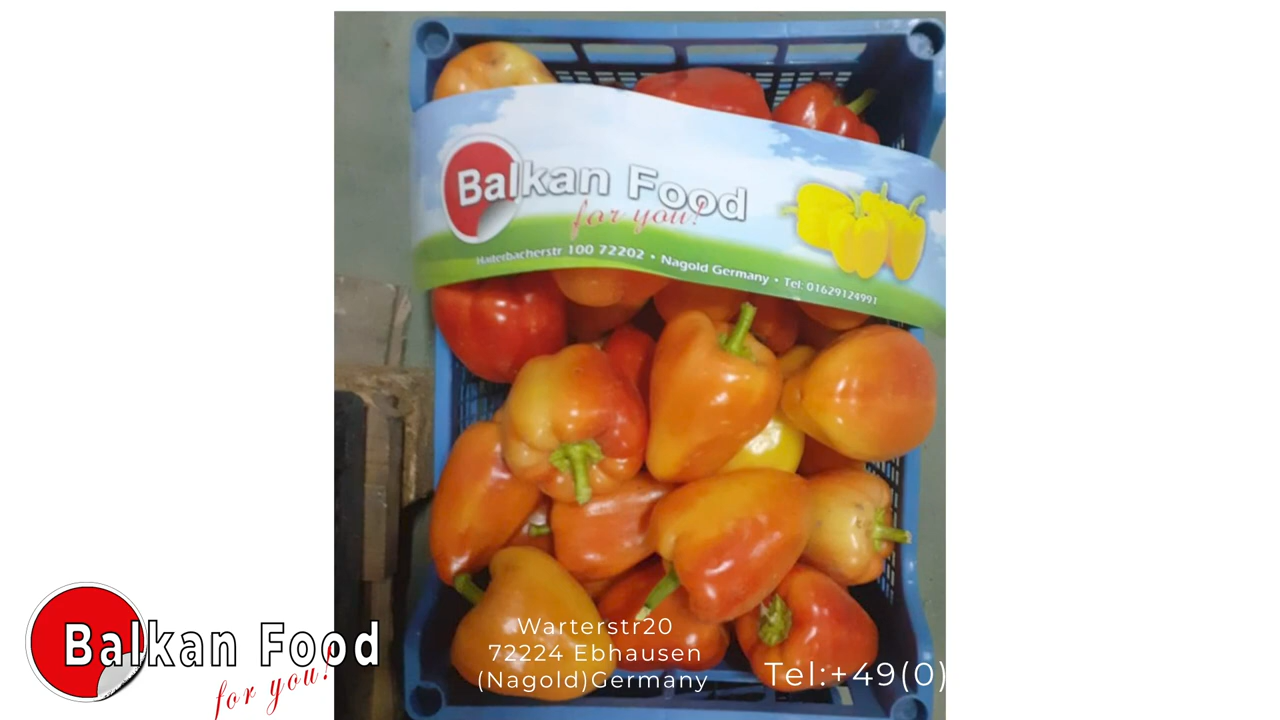 Balkan Food
for you!
Haiterbacherstr 100 72202 • Nagold Germany • Tel: 01629124991
Balkan Food
for you!
Warterstr20
72224 Ebhausen
(Nagold)Germany
Tel:+49(0)